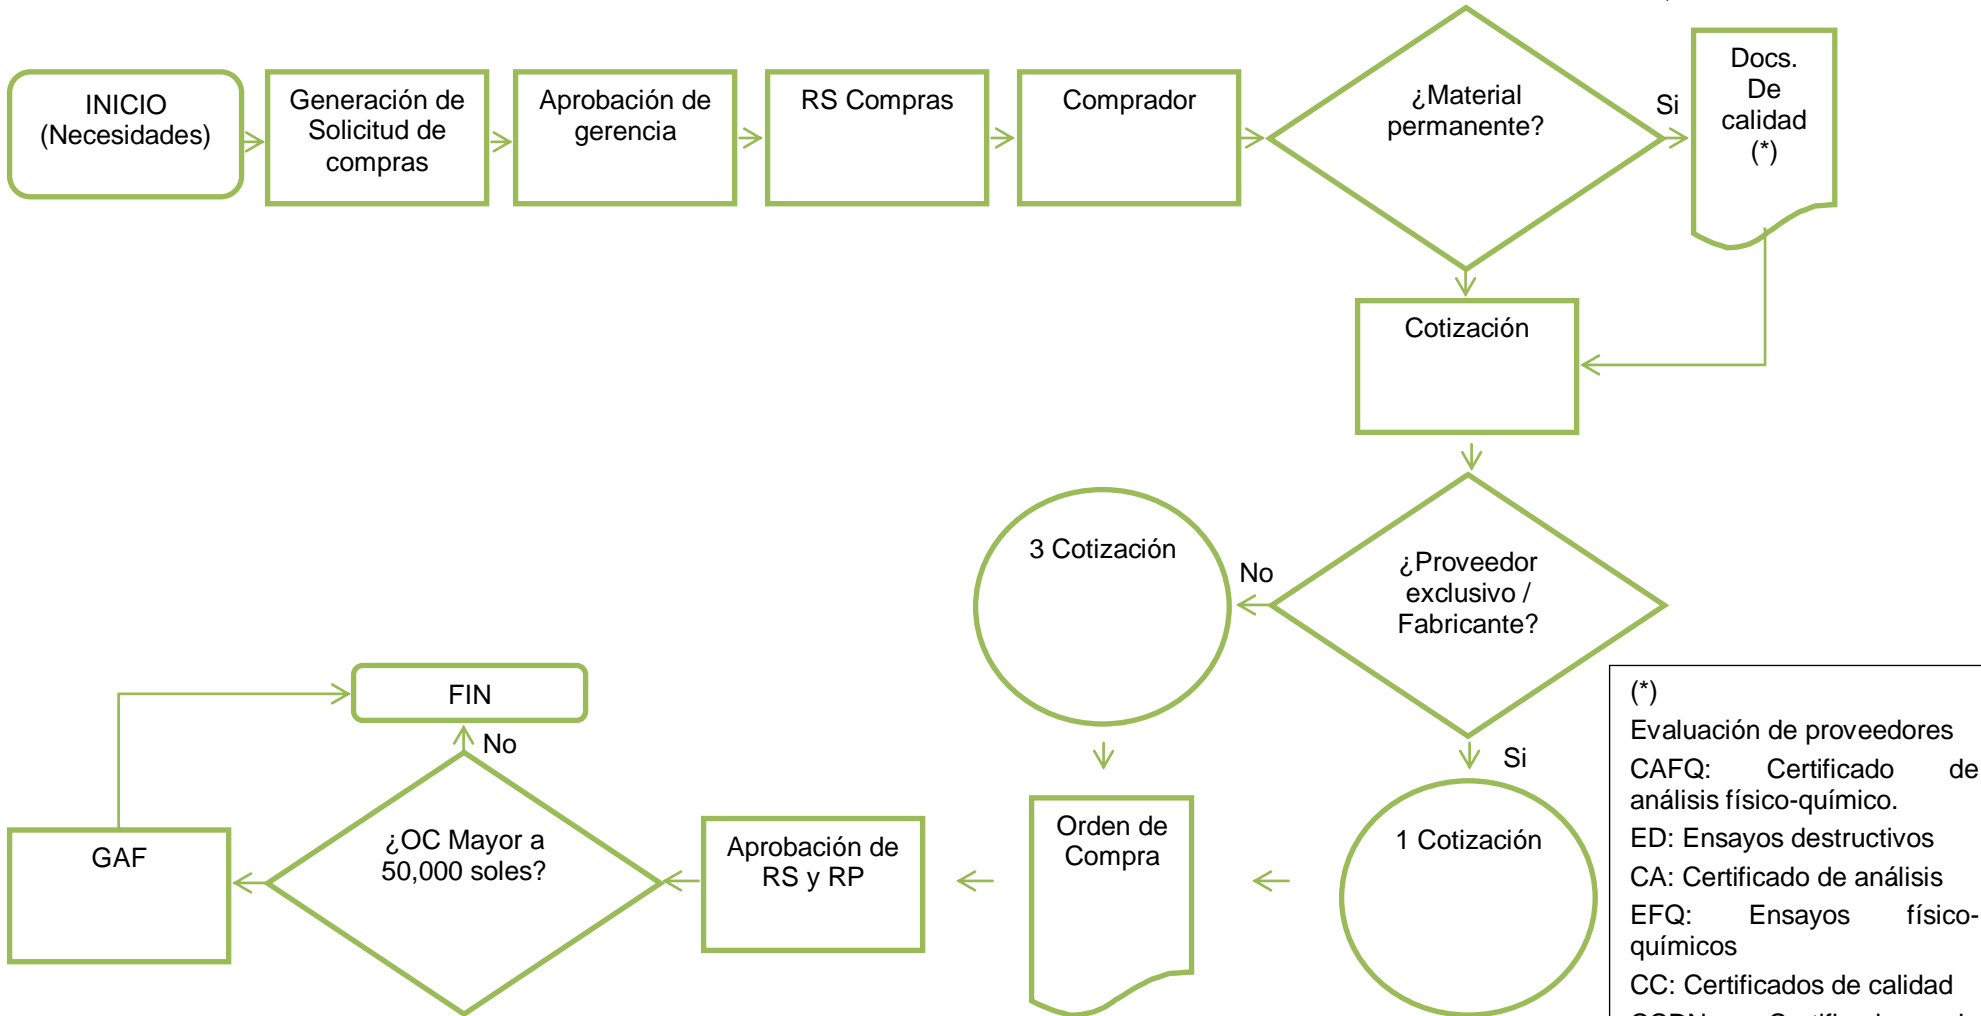 INICIO
(Necesidades)
Generación de
Solicitud de
compras
Aprobación de
gerencia
RS Compras
Comprador
¿Material
permanente?
Si
Docs.
De
calidad
(*)
Cotización
¿Proveedor
exclusivo /
Fabricante?
No
3 Cotización
Si
1 Cotización
Orden de
Compra
Aprobación de
RS y RP
¿OC Mayor a
50,000 soles?
No
FIN
GAF
(*)
Evaluación de proveedores
CAFQ: Certificado de
análisis físico-químico.
ED: Ensayos destructivos
CA: Certificado de análisis
EFQ: Ensayos físico-
químicos
CC: Certificados de calidad